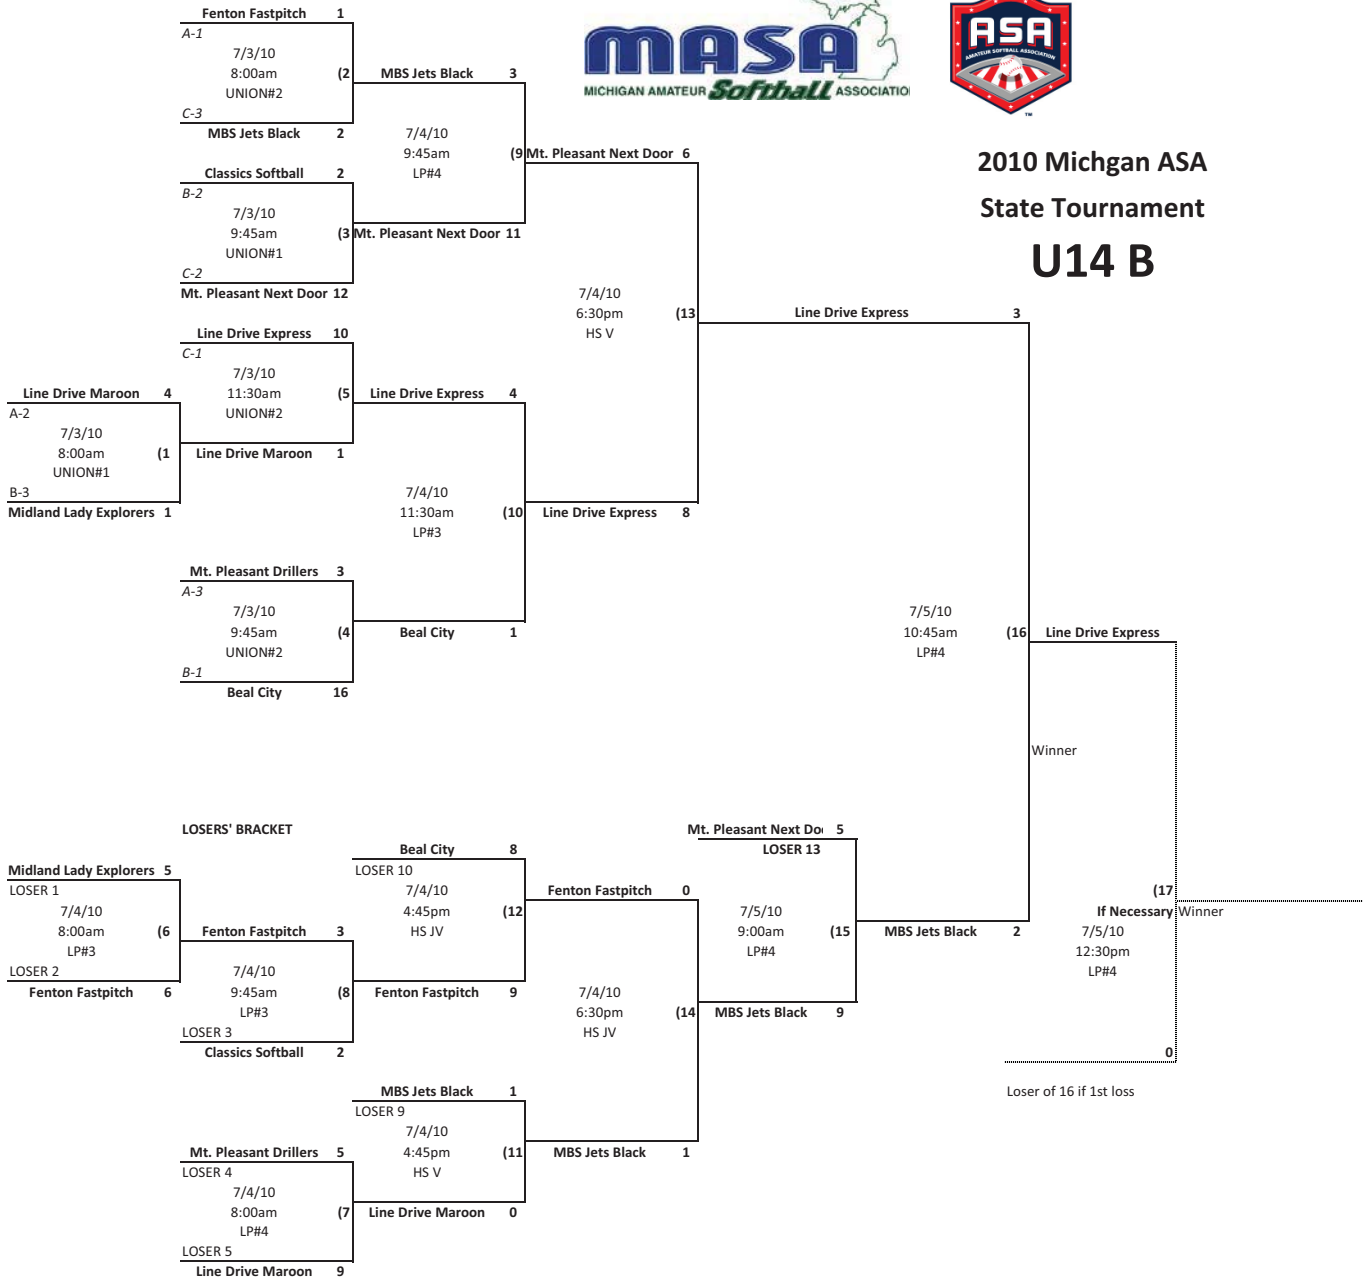 MASA
MICHIGAN AMATEUR Softball ASSOCIATIO
ASA
AMATEUR SOFTBALL ASSOCIATION
TM
2010 Michgan ASA
State Tournament
U14 B
Fenton Fastpitch 1
A-1
7/3/10
8:00am (2
UNION#2
C-3
MBS Jets Black 2
MBS Jets Black 3
7/4/10
9:45am (9
LP#4
Classics Softball 2
B-2
7/3/10
9:45am (3
UNION#1
C-2
Mt. Pleasant Next Door 12
Mt. Pleasant Next Door 11
Mt. Pleasant Next Door 6
7/4/10
6:30pm (13
HS V
Line Drive Express 3
Line Drive Express 10
C-1
7/3/10
11:30am (5
UNION#2
Line Drive Maroon 1
Line Drive Maroon 4
A-2
7/3/10
8:00am (1
UNION#1
B-3
Midland Lady Explorers 1
Line Drive Express 4
7/4/10
11:30am (10
LP#3
Line Drive Express 8
Mt. Pleasant Drillers 3
A-3
7/3/10
9:45am (4
UNION#2
B-1
Beal City 16
Beal City 1
7/5/10
10:45am (16
LP#4
Line Drive Express
Winner
LOSERS' BRACKET
Midland Lady Explorers 5
LOSER 1
7/4/10
8:00am (6
LP#3
LOSER 2
Fenton Fastpitch 6
Fenton Fastpitch 3
7/4/10
9:45am (8
LP#3
LOSER 3
Classics Softball 2
Beal City 8
LOSER 10
7/4/10
4:45pm (12
HS JV
Fenton Fastpitch 9
Fenton Fastpitch 0
7/4/10
6:30pm (14
HS JV
Mt. Pleasant Next Do 5
LOSER 13
7/5/10
9:00am (15
LP#4
MBS Jets Black 9
MBS Jets Black 2
(17
If Necessary Winner
7/5/10
12:30pm
LP#4
0
Loser of 16 if 1st loss
MBS Jets Black 1
LOSER 9
7/4/10
4:45pm (11
HS V
MBS Jets Black 1
Mt. Pleasant Drillers 5
LOSER 4
7/4/10
8:00am (7
LP#4
LOSER 5
Line Drive Maroon 9
Line Drive Maroon 0